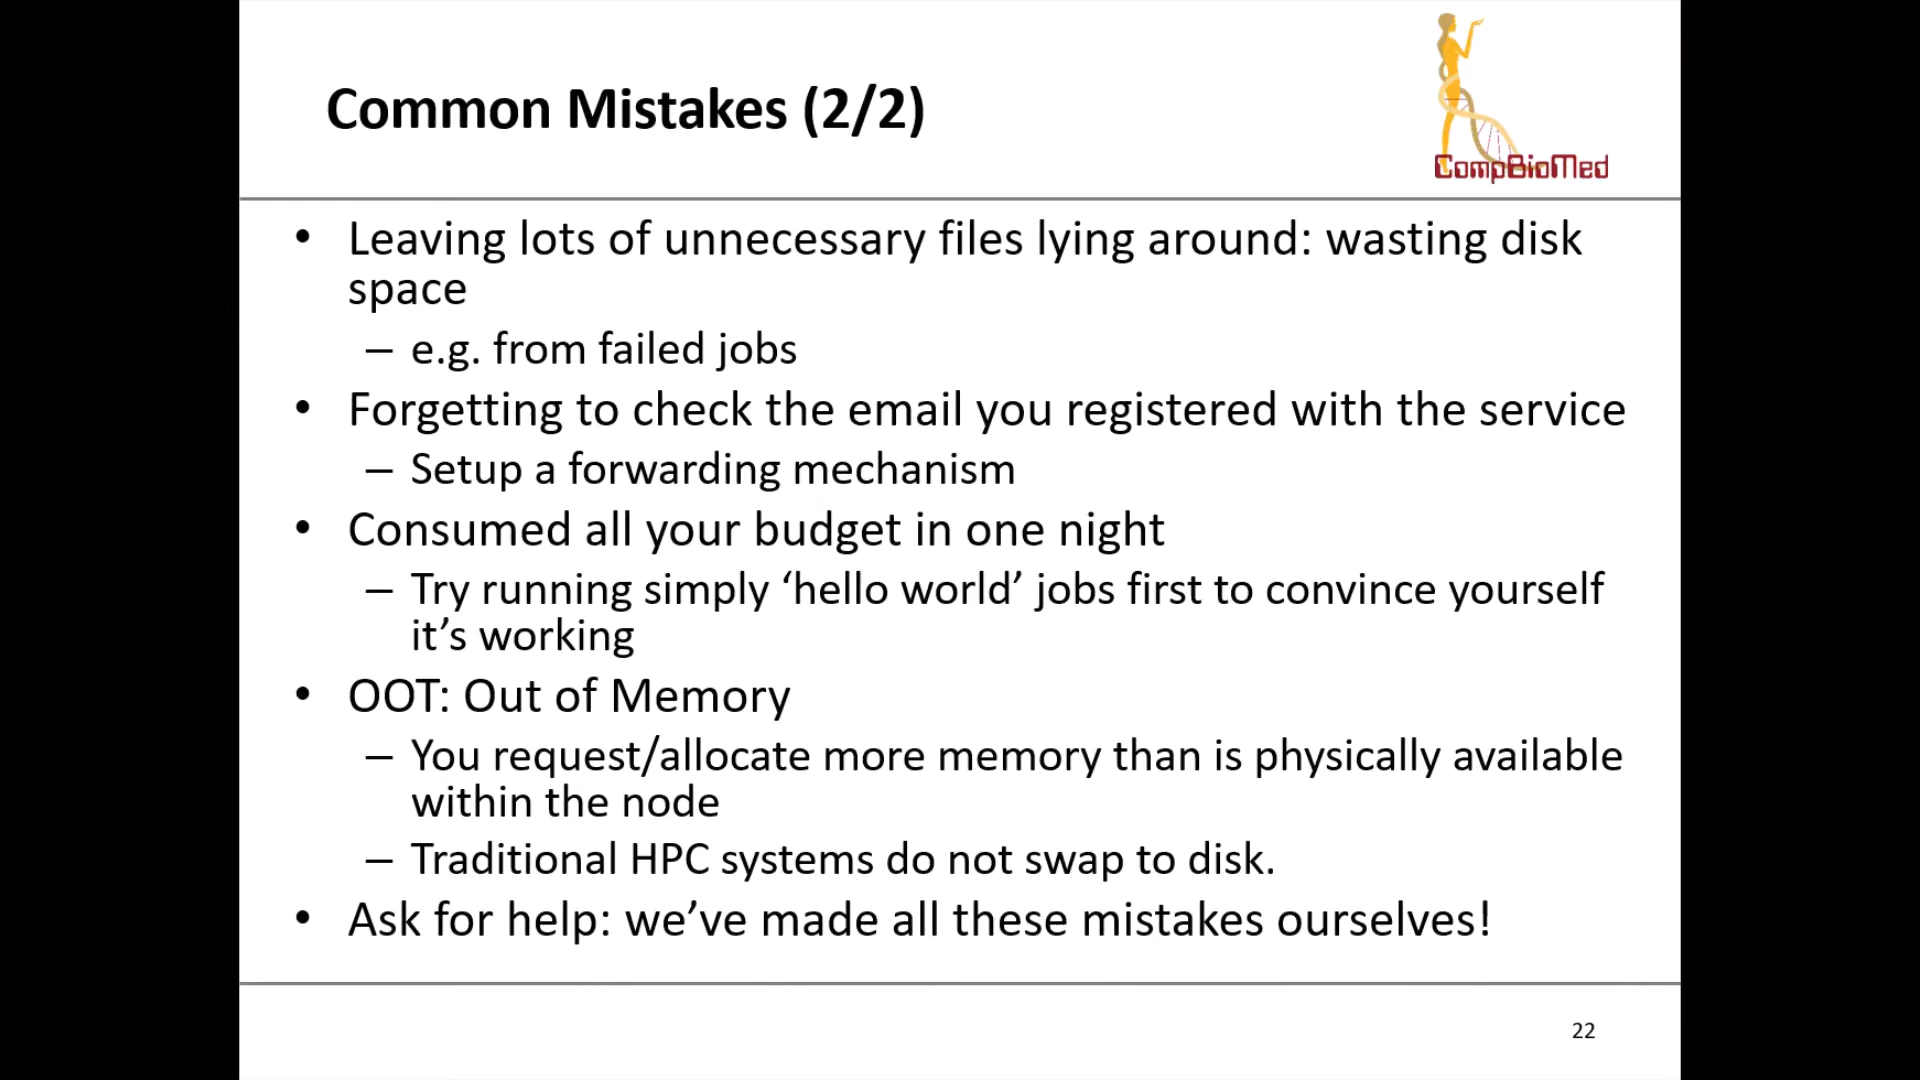 Common Mistakes (2/2)
CompBioMed
• Leaving lots of unnecessary files lying around: wasting disk
space
– e.g. from failed jobs
• Forgetting to check the email you registered with the service
– Setup a forwarding mechanism
• Consumed all your budget in one night
– Try running simply ‘hello world’ jobs first to convince yourself
it’s working
• OOT: Out of Memory
– You request/allocate more memory than is physically available
within the node
– Traditional HPC systems do not swap to disk.
• Ask for help: we’ve made all these mistakes ourselves!
22